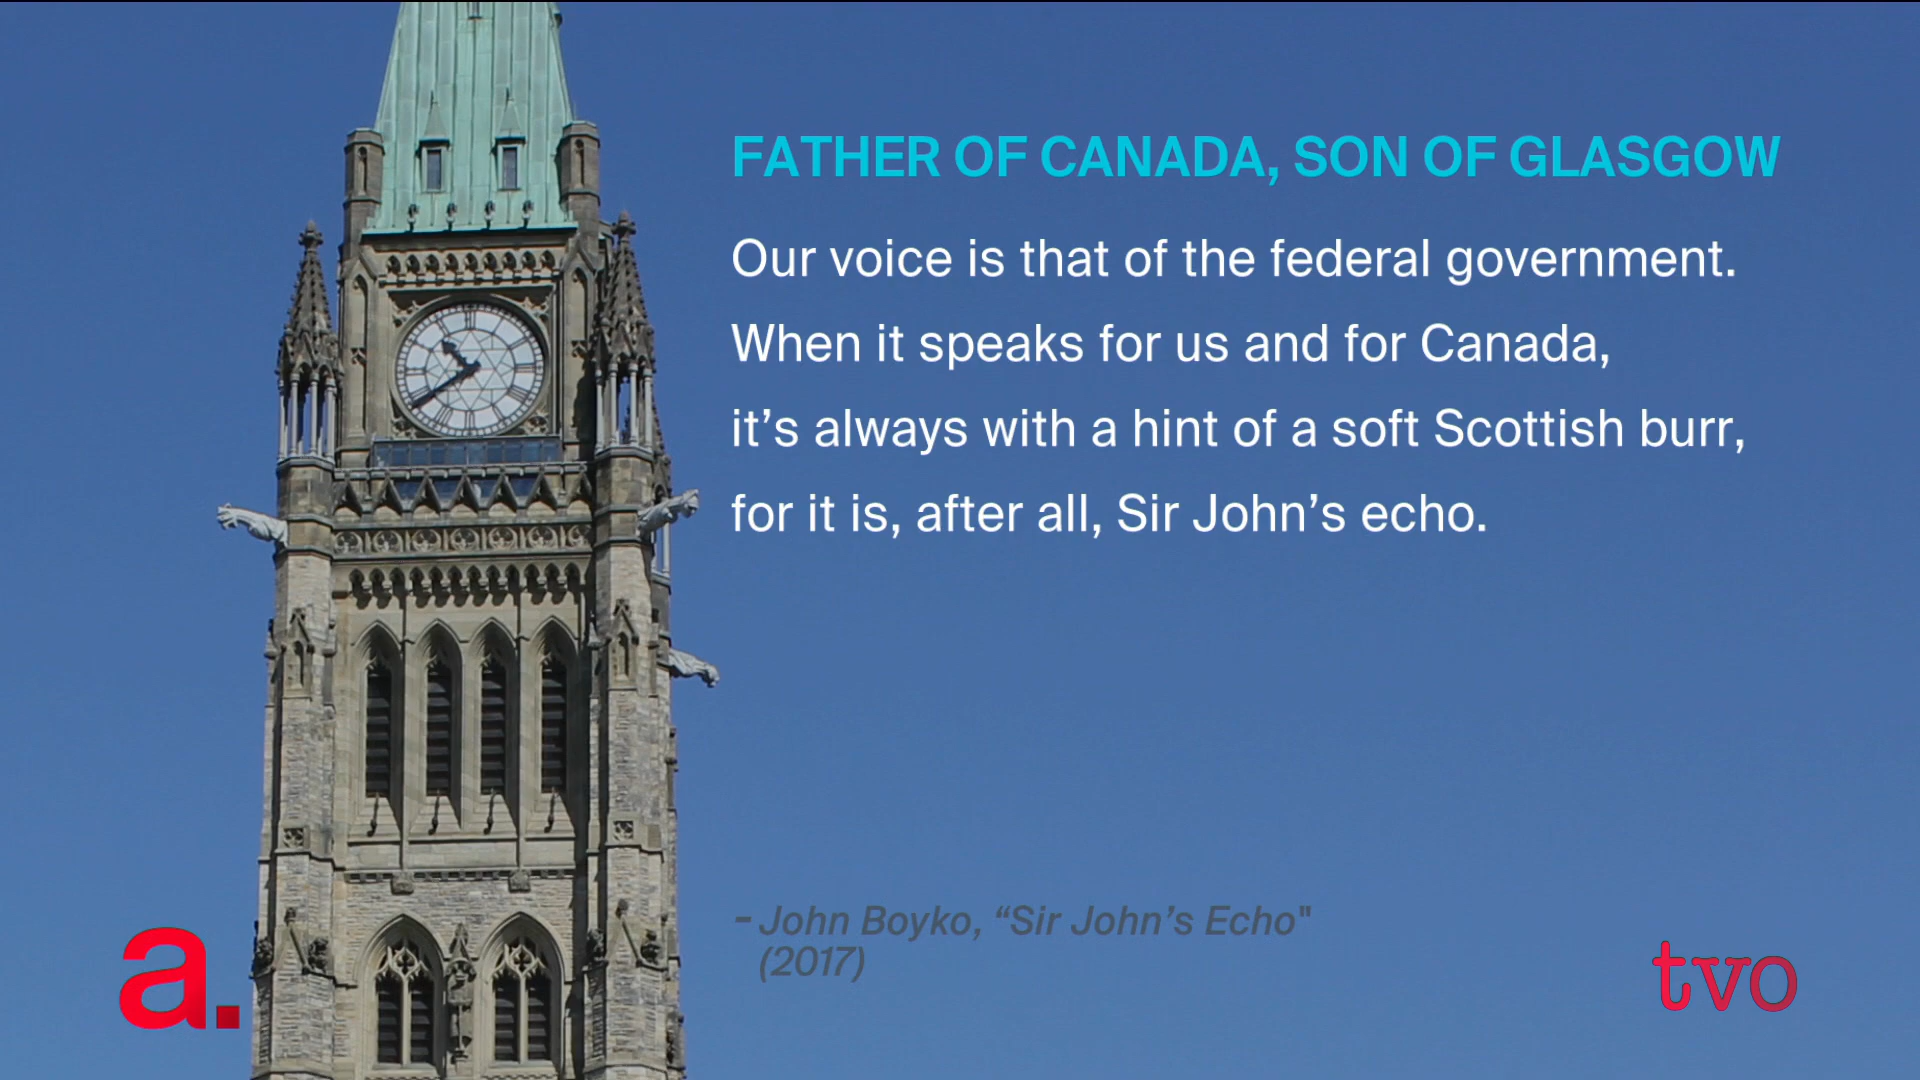 FATHER OF CANADA, SON OF GLASGOW
Our voice is that of the federal government.
When it speaks for us and for Canada,
it’s always with a hint of a soft Scottish burr,
for it is, after all, Sir John’s echo.
- John Boyko, “Sir John’s Echo"
(2017)
a.
tvo